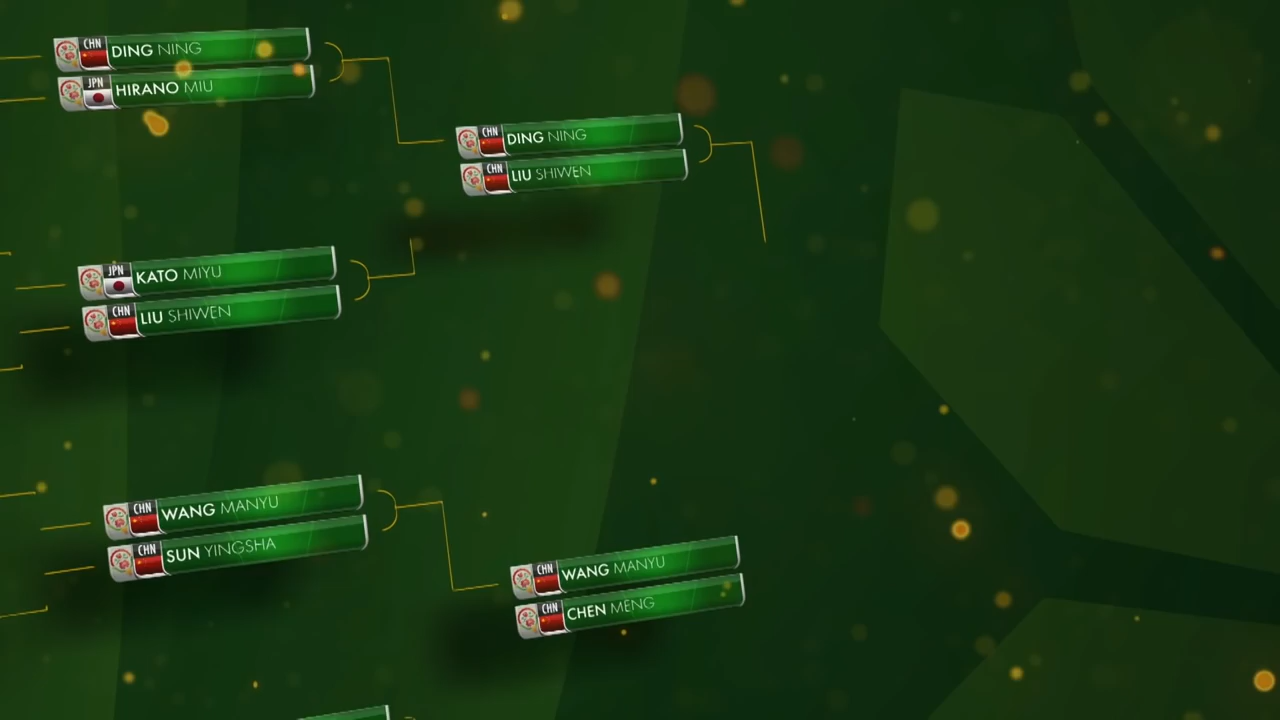 CHN DING NING
JPN HIRANO MIU
CHN DING NING
CHN LIU SHIWEN
JPN KATO MIYU
CHN LIU SHIWEN
CHN WANG MANYU
CHN SUN YINGSHA
CHN WANG MANYU
CHN CHEN MENG